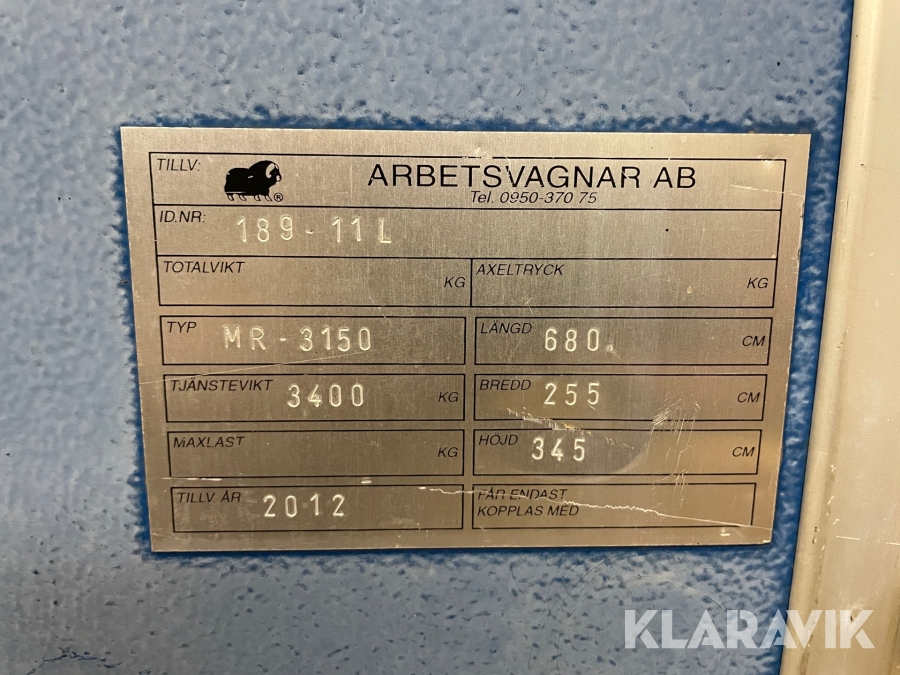 TILLV: ® ARBETSVAGNAR AB
Tel. 0950-370 75
ID.NR: 189-11L
TOTALVIKT KG AXELTRYCK KG
TYP MR-3150 LÄNGD 680. CM
TJÄNSTEVIKT 3400 KG BREDD 255 CM
MAXLAST KG HÖJD 345 CM
TILLV. ÅR 2012 FÅR ENDAST
KOPPLAS MED
KLARAVIK